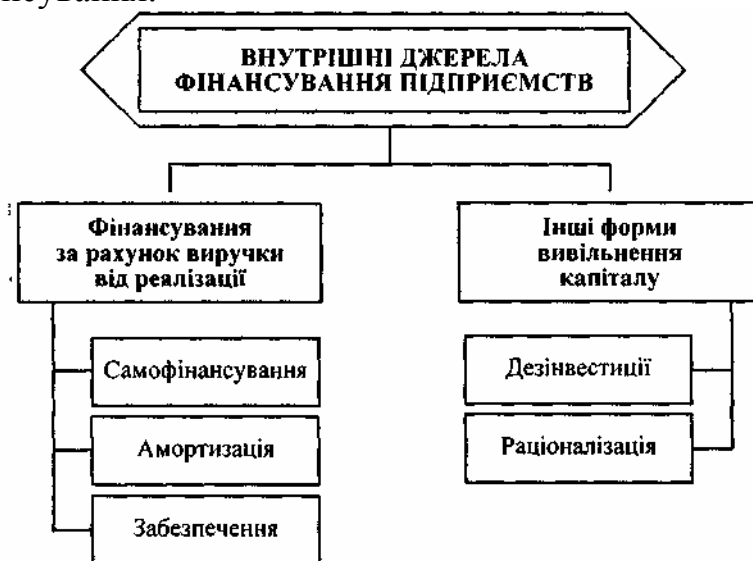 ВНУТРІШНІ ДЖЕРЕЛА
ФІНАНСУВАННЯ ПІДПРИЄМСТВ
Фінансування
за рахунок виручки
від реалізації
Інші форми
вивільнення
капіталу
Самофінансування
Амортизація
Забезпечення
Дезінвестиції
Раціоналізація